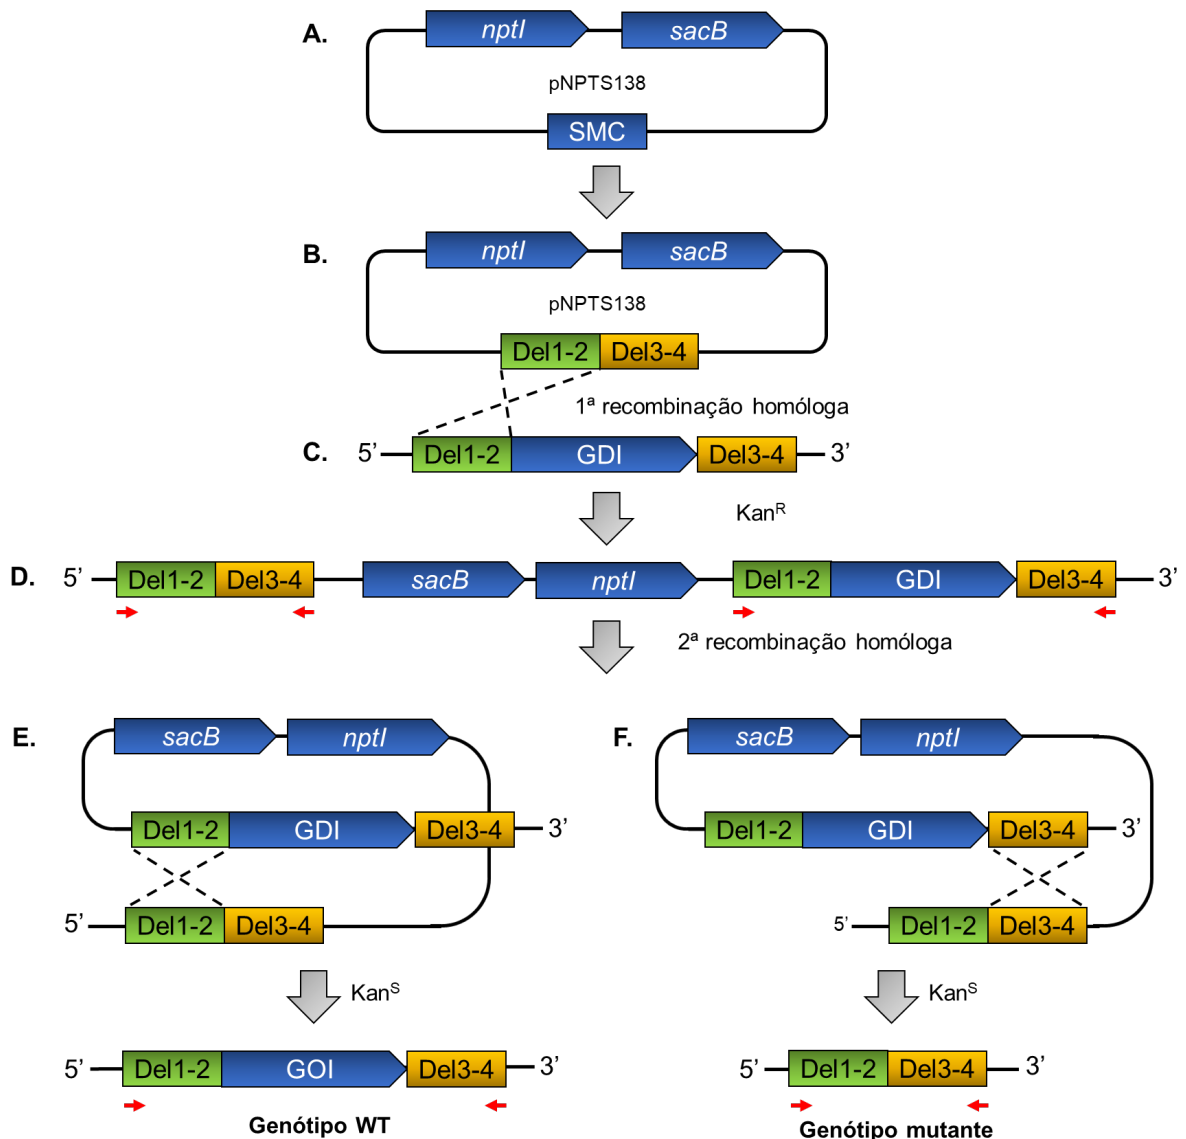 A.
nptI sacB
pNPTS138
SMC
B.
nptI sacB
pNPTS138
Del1-2 Del3-4
1ª recombinação homóloga
C. 5’ Del1-2 GDI Del3-4 3’
Kanᴿ
D. 5’ Del1-2 Del3-4 sacB nptI Del1-2 GDI Del3-4 3’
2ª recombinação homóloga
E.
sacB nptI
Del1-2 GDI Del3-4 3’
5’ Del1-2 Del3-4
Kanˢ
5’ Del1-2 GOI Del3-4 3’
Genótipo WT
F.
sacB nptI
Del1-2 GDI Del3-4 3’
5’ Del1-2 Del3-4
Kanˢ
5’ Del1-2 Del3-4 3’
Genótipo mutante